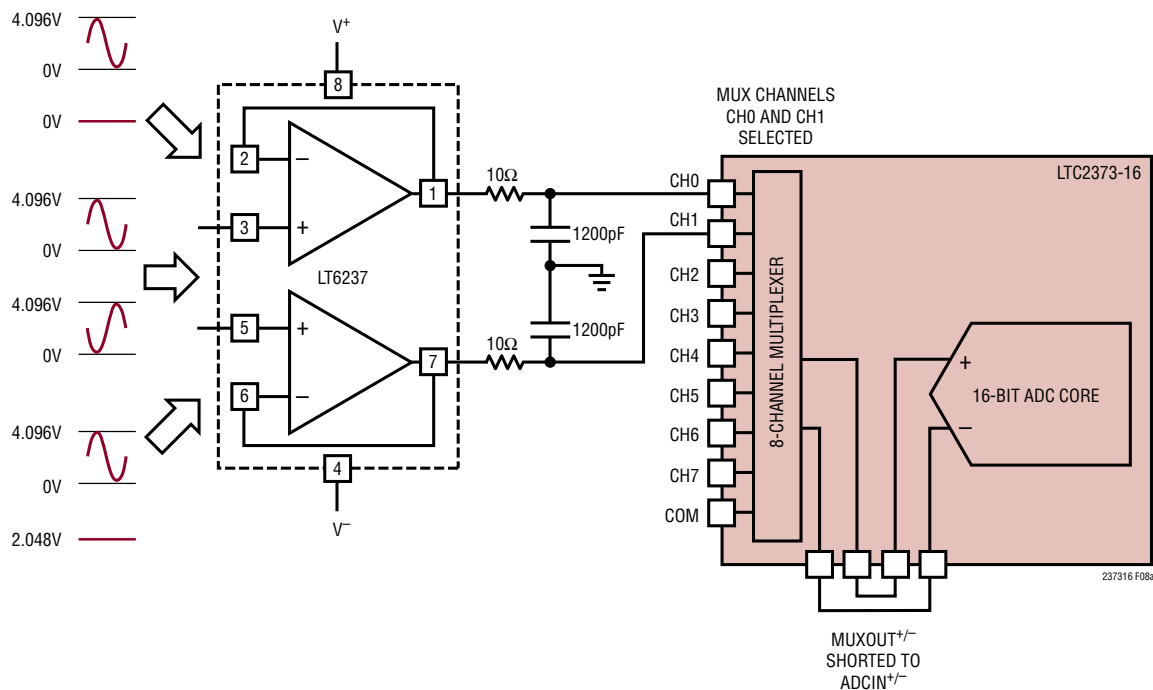 4.096V
0V
0V
4.096V
0V
4.096V
0V
4.096V
0V
2.048V
V+
8
2
−
1
3
+
LT6237
5
+
7
6
−
4
V−
10Ω
1200pF
1200pF
10Ω
MUX CHANNELS
CH0 AND CH1
SELECTED
LTC2373-16
CH0
CH1
CH2
CH3
CH4
CH5
CH6
CH7
COM
8-CHANNEL MULTIPLEXER
+
16-BIT ADC CORE
−
237316 F08a
MUXOUT+/−
SHORTED TO
ADCIN+/−